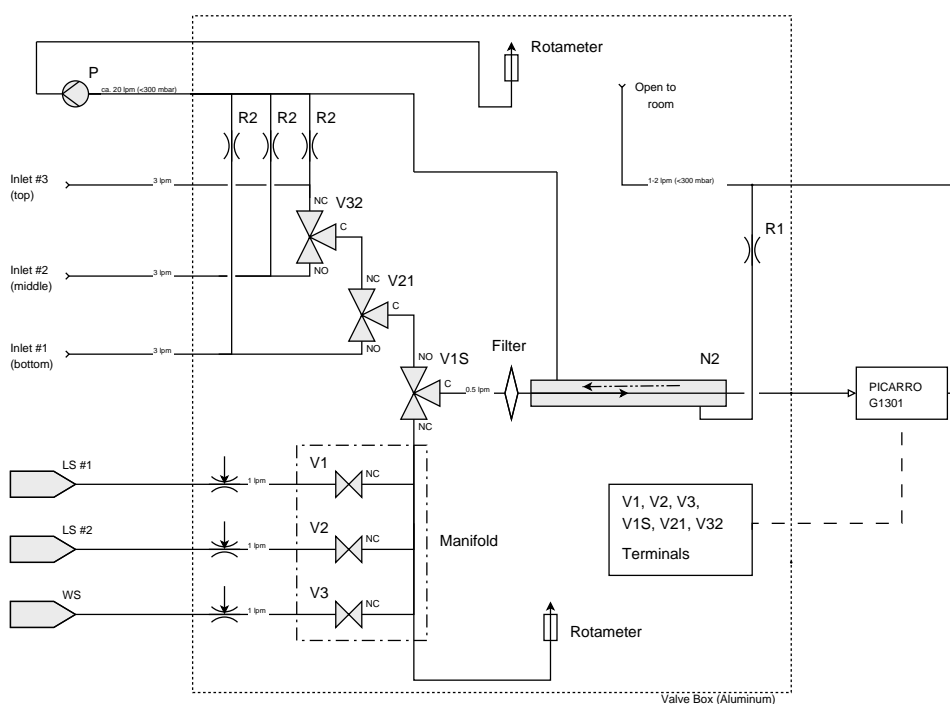 Rotameter
P
ca. 20 lpm (<300 mbar)
Open to
room
R2
R2
R2
Inlet #3
(top)
3 lpm
1-2 lpm (<300 mbar)
NC
V32
C
R1
Inlet #2
(middle)
3 lpm
NO
NC
V21
C
Inlet #1
(bottom)
3 lpm
NO
NO
V1S
Filter
N2
C
0.5 lpm
PICARRO
G1301
NC
LS #1
V1
NC
1 lpm
V1, V2, V3,
V1S, V21, V32
Terminals
LS #2
V2
NC
1 lpm
Manifold
WS
V3
NC
1 lpm
Rotameter
Valve Box (Aluminum)